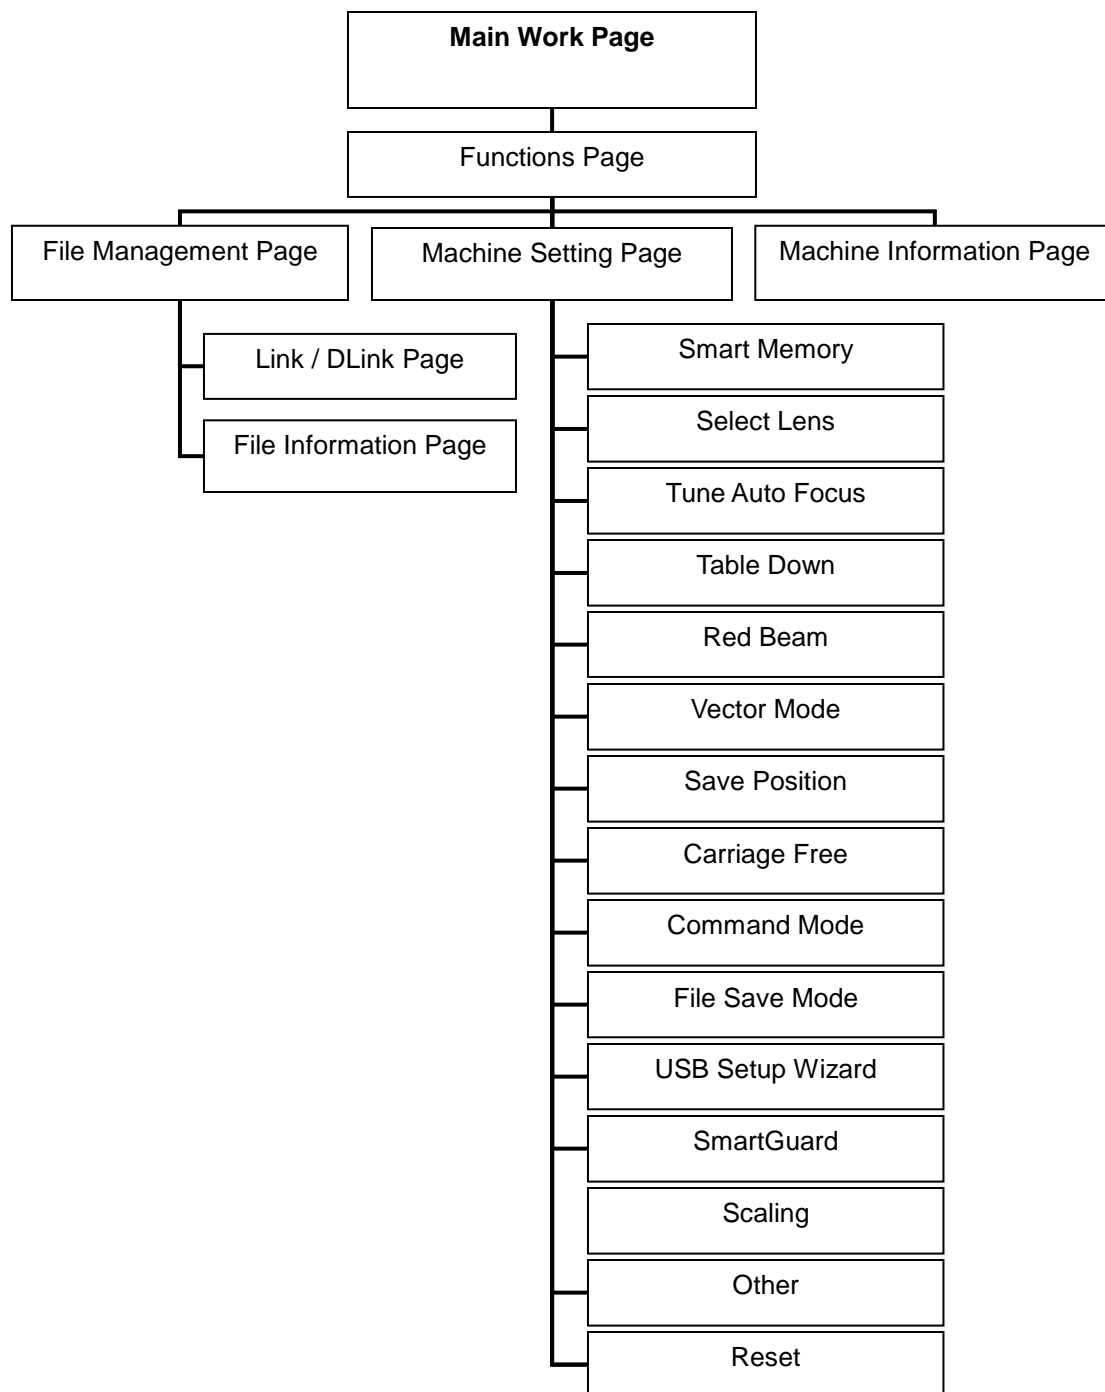 Main Work Page
Functions Page
File Management Page
Machine Setting Page
Machine Information Page
Link / DLink Page
File Information Page
Smart Memory
Select Lens
Tune Auto Focus
Table Down
Red Beam
Vector Mode
Save Position
Carriage Free
Command Mode
File Save Mode
USB Setup Wizard
SmartGuard
Scaling
Other
Reset